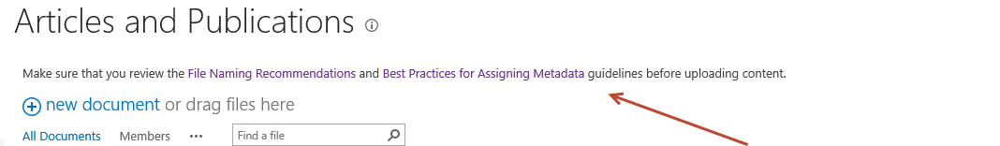 Articles and Publications
Make sure that you review the File Naming Recommendations and Best Practices for Assigning Metadata guidelines before uploading content.
new document or drag files here
All Documents Members ••• Find a file